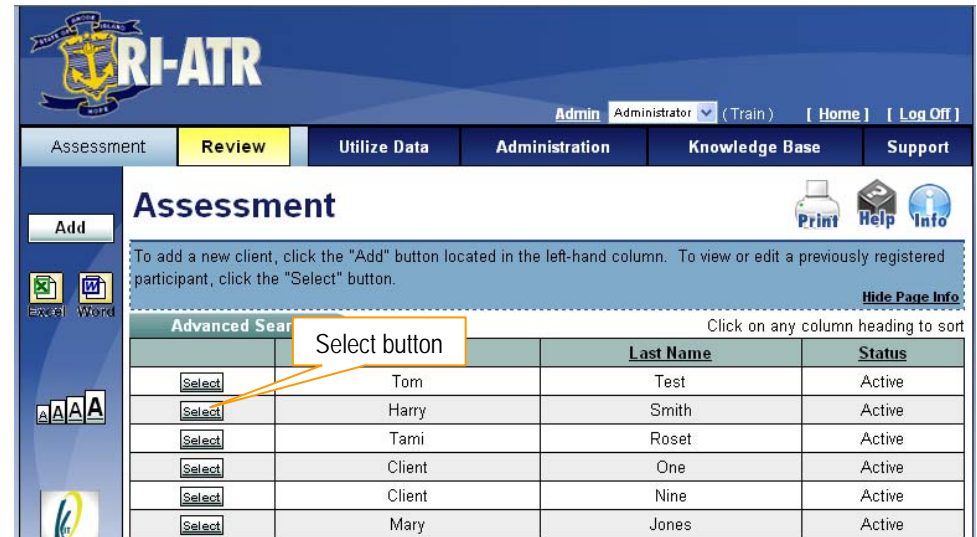 RI-ATR
Admin Administrator (Train) [ Home ] [ Log Off ]
Assessment Review Utilize Data Administration Knowledge Base Support
Assessment
Add
Print Help Info
To add a new client, click the "Add" button located in the left-hand column. To view or edit a previously registered
participant, click the "Select" button.
Hide Page Info
Excel Word
Advanced Sear
Click on any column heading to sort
Select button
Last Name Status
Select Tom Test Active
Select Harry Smith Active
A A A A
Select Tami Roset Active
Select Client One Active
Select Client Nine Active
Select Mary Jones Active